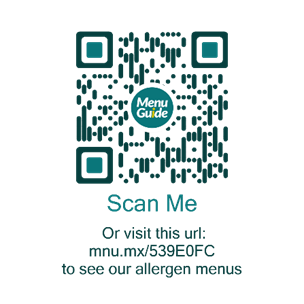 Menu
Guide
Scan Me
Or visit this url:
mnu.mx/539E0FC
to see our allergen menus